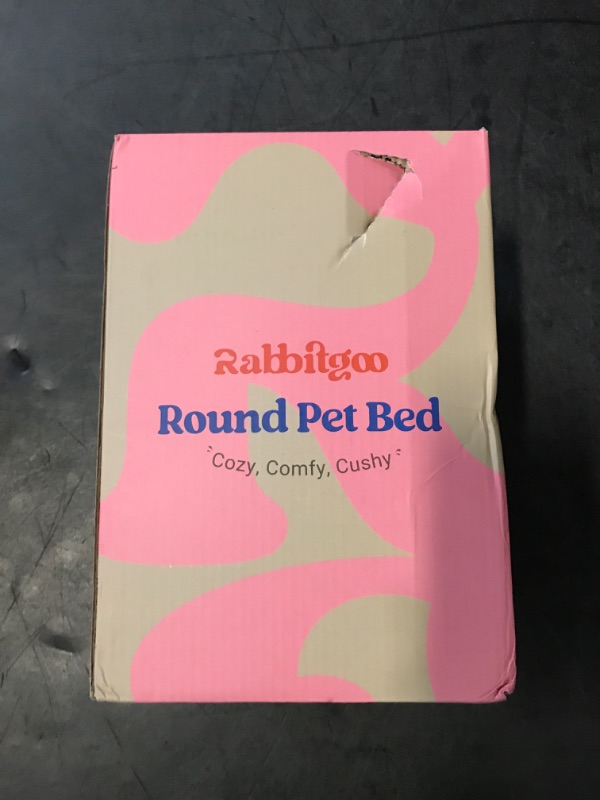 Rabbitgoo
Round Pet Bed
Cozy, Comfy, Cushy